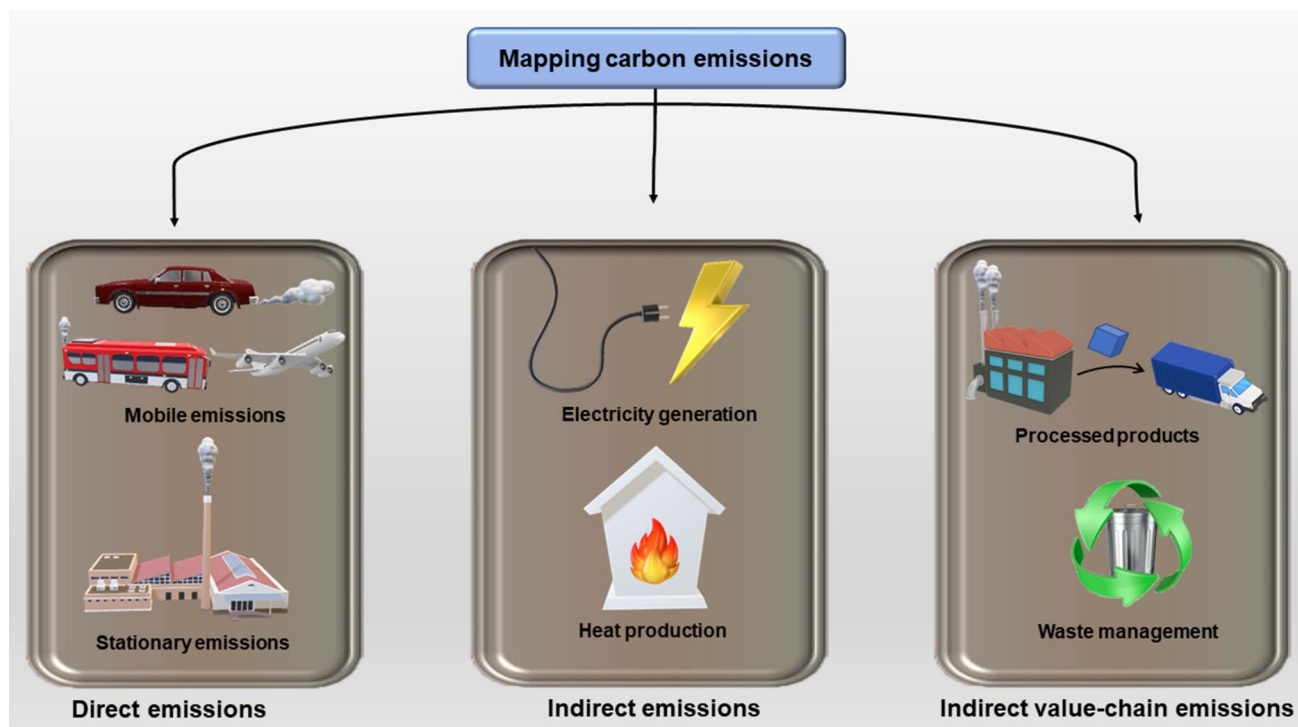 Mapping carbon emissions
Mobile emissions
Stationary emissions
Direct emissions
Electricity generation
Heat production
Indirect emissions
Processed products
Waste management
Indirect value-chain emissions